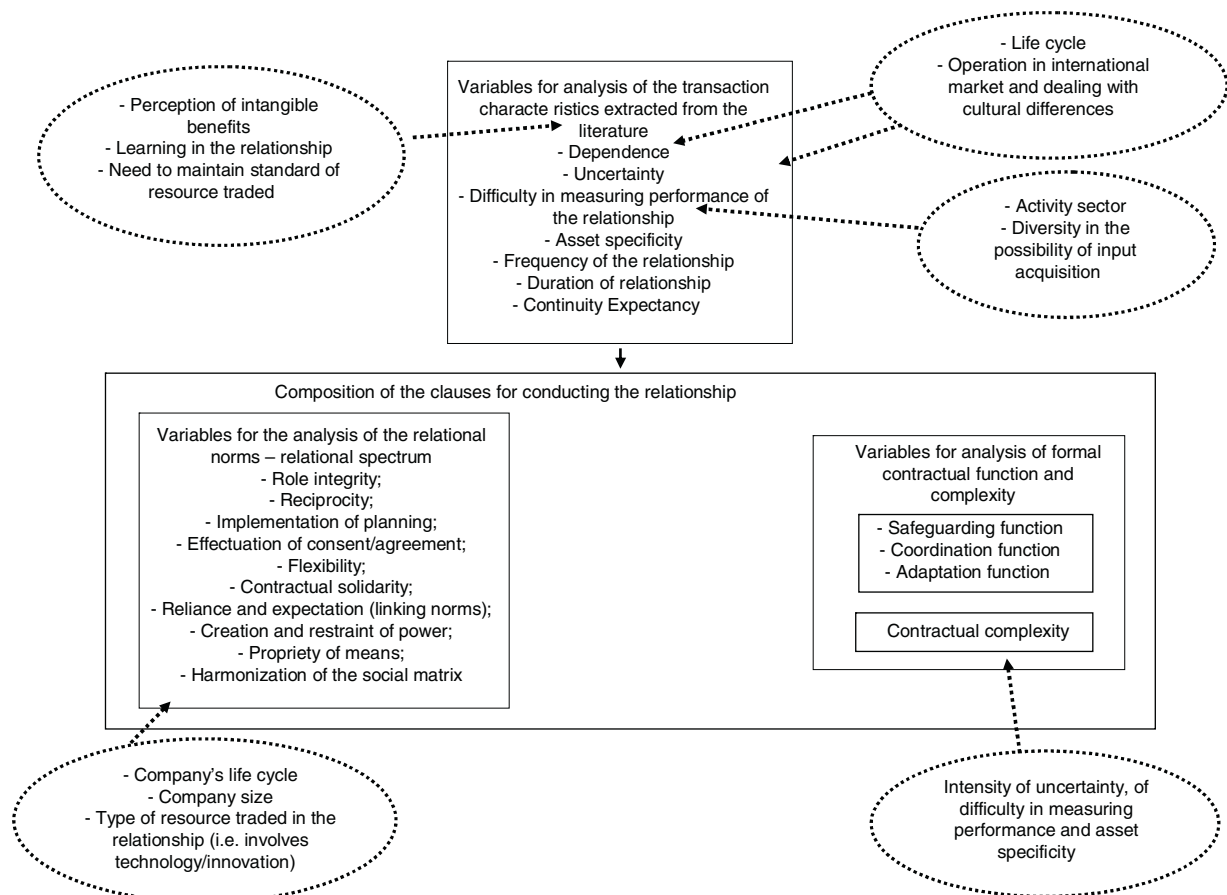 - Perception of intangible
benefits
- Learning in the relationship
- Need to maintain standard of
resource traded
Variables for analysis of the transaction
characte ristics extracted from the
literature
- Dependence
- Uncertainty
- Difficulty in measuring performance of
the relationship
- Asset specificity
- Frequency of the relationship
- Duration of relationship
- Continuity Expectancy
- Life cycle
- Operation in international
market and dealing with
cultural differences
- Activity sector
- Diversity in the
possibility of input
acquisition
Composition of the clauses for conducting the relationship
Variables for the analysis of the relational
norms – relational spectrum
- Role integrity;
- Reciprocity;
- Implementation of planning;
- Effectuation of consent/agreement;
- Flexibility;
- Contractual solidarity;
- Reliance and expectation (linking norms);
- Creation and restraint of power;
- Propriety of means;
- Harmonization of the social matrix
Variables for analysis of formal
contractual function and
complexity
- Safeguarding function
- Coordination function
- Adaptation function
Contractual complexity
- Company’s life cycle
- Company size
- Type of resource traded in the
relationship (i.e. involves
technology/innovation)
Intensity of uncertainty, of
difficulty in measuring
performance and asset
specificity